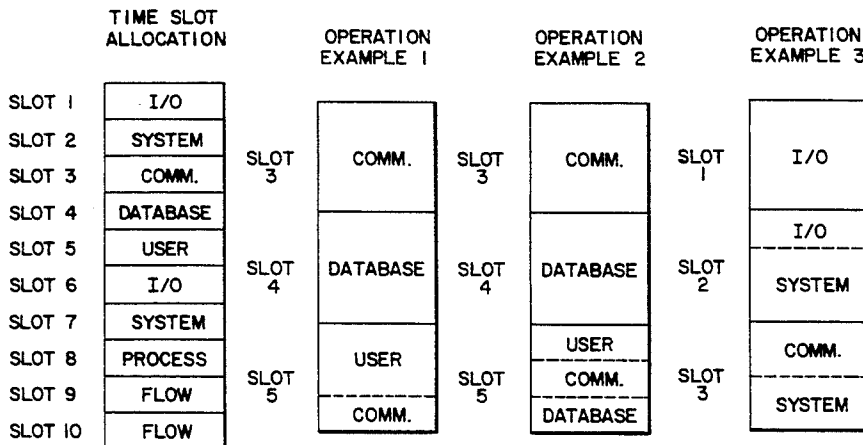 TIME SLOT
ALLOCATION
SLOT 1 I/O
SLOT 2 SYSTEM
SLOT 3 COMM.
SLOT 4 DATABASE
SLOT 5 USER
SLOT 6 I/O
SLOT 7 SYSTEM
SLOT 8 PROCESS
SLOT 9 FLOW
SLOT 10 FLOW
OPERATION
EXAMPLE 1
SLOT
3
COMM.
SLOT
4
DATABASE
SLOT
5
USER
COMM.
OPERATION
EXAMPLE 2
SLOT
3
COMM.
SLOT
4
DATABASE
SLOT
5
USER
COMM.
DATABASE
OPERATION
EXAMPLE 3
SLOT
1
I/O
SLOT
2
I/O
SYSTEM
SLOT
3
COMM.
SYSTEM